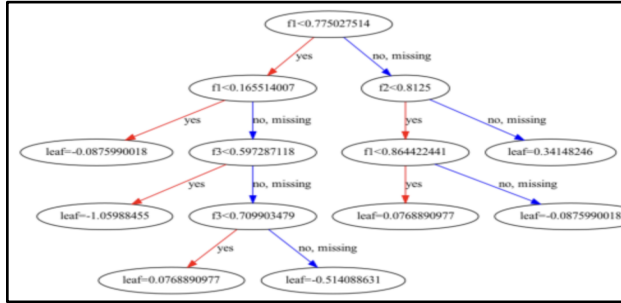 f1<0.775027514
yes
no, missing
f1<0.165514007
f2<0.8125
yes
no, missing
yes
no, missing
leaf=-0.0875990018
f3<0.597287118
f1<0.864422441
leaf=0.34148246
yes
no, missing
yes
no, missing
leaf=-1.05988455
f3<0.709903479
leaf=0.0768890977
leaf=-0.0875990018
yes
no, missing
leaf=0.0768890977
leaf=-0.514088631